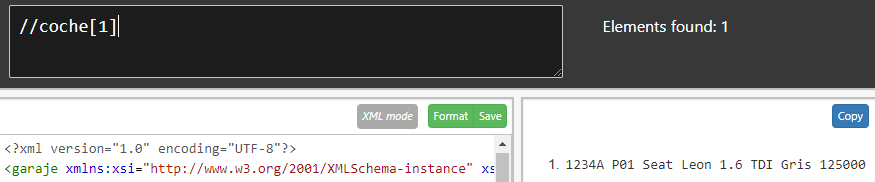 //coche[1]
Elements found: 1
XML mode
Format
Save
Copy
<?xml version="1.0" encoding="UTF-8"?>
<garaje xmlns:xsi="http://www.w3.org/2001/XMLSchema-instance" xs
1. 1234A P01 Seat Leon 1.6 TDI Gris 125000